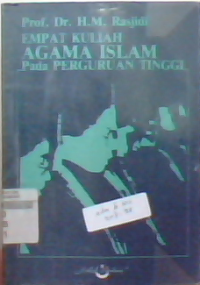 Prof. Dr. H.M. Rasjidi
EMPAT KULIAH
AGAMA ISLAM
Pada PERGURUAN TINGGI